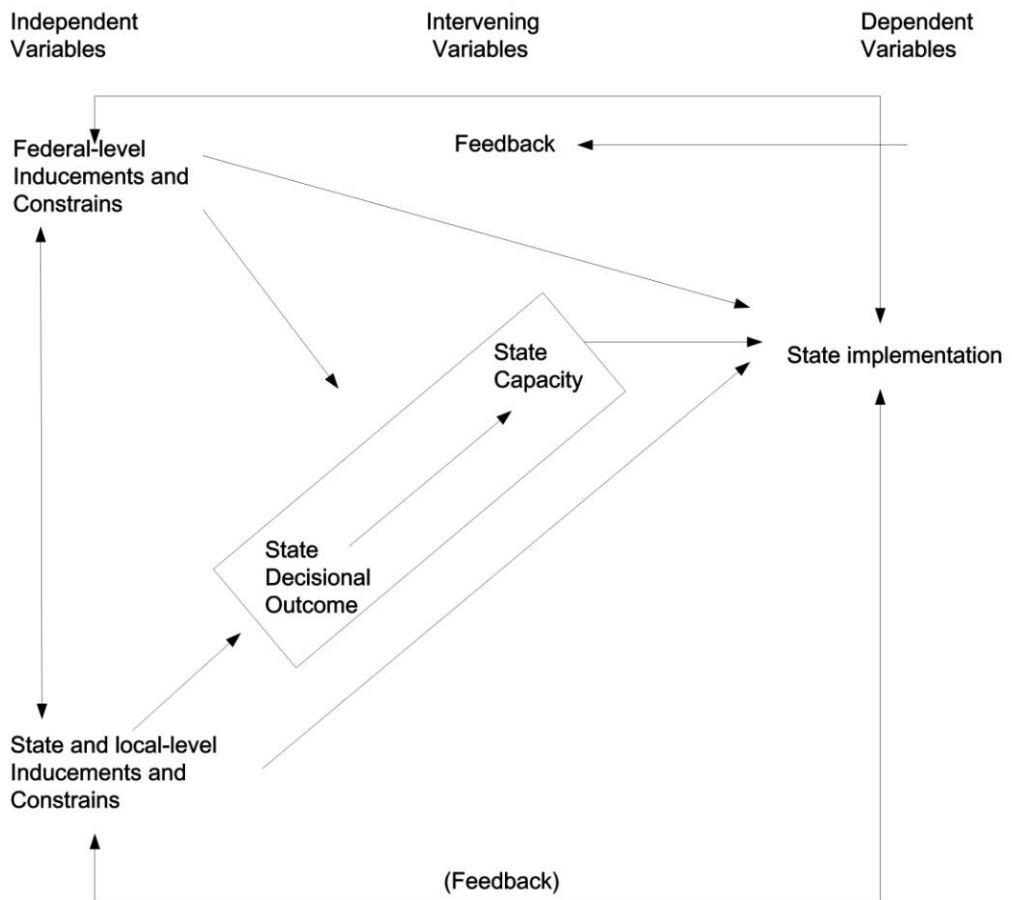 Independent
Variables
Intervening
Variables
Dependent
Variables
Federal-level
Inducements and
Constrains
Feedback
State
Capacity
State implementation
State
Decisional
Outcome
State and local-level
Inducements and
Constrains
(Feedback)